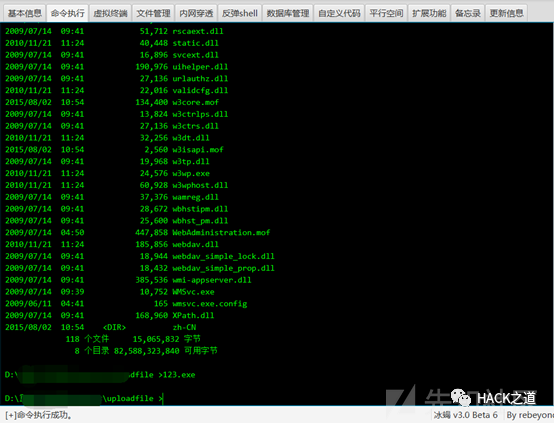 基本信息 命令执行 虚拟终端 文件管理 内网穿透 反弹shell 数据库管理 自定义代码 平行空间 扩展功能 备忘录 更新信息
2009/07/14 09:41 51,712 rscaext.dll
2010/11/21 11:24 40,448 static.dll
2009/07/14 09:41 16,896 svcext.dll
2009/07/14 09:41 190,976 uihelper.dll
2009/07/14 09:41 27,136 urlauthz.dll
2010/11/21 11:24 22,016 validcfg.dll
2015/08/02 10:54 134,400 w3core.mof
2009/07/14 09:41 13,824 w3ctrlps.dll
2009/07/14 09:41 27,136 w3ctrs.dll
2010/11/21 11:24 32,256 w3dt.dll
2015/08/02 10:54 2,560 w3isapi.mof
2009/07/14 09:41 19,968 w3tp.dll
2010/11/21 11:24 24,576 w3wp.exe
2010/11/21 11:24 60,928 w3wphost.dll
2009/07/14 09:41 37,376 wamreg.dll
2009/07/14 09:41 28,672 wbhstipm.dll
2009/07/14 09:41 25,600 wbhst_pm.dll
2009/07/14 04:50 447,858 WebAdministration.mof
2010/11/21 11:24 185,856 webdav.dll
2009/07/14 09:41 18,944 webdav_simple_lock.dll
2009/07/14 09:41 18,432 webdav_simple_prop.dll
2009/07/14 09:41 385,536 wmi-appserver.dll
2009/07/14 09:39 10,752 WMSvc.exe
2009/06/11 04:41 165 wmsvc.exe.config
2009/07/14 09:41 168,960 XPath.dll
2015/08/02 10:54 <DIR> zh-CN
118 个文件 15,065,832 字节
8 个目录 82,588,323,840 可用字节
D:\ adfile >123.exe
D:\ \uploadfile >
HACK之道
[+]命令执行成功。 冰蝎 v3.0 Beta 6 By rebeyond